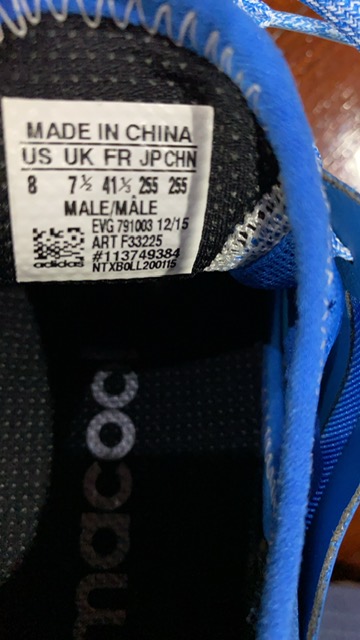 MADE IN CHINA
US UK FR JP CHN
8 7½ 41⅓ 255 255
MALE/MÂLE
EVG 791003 12/15
ART F33225
#113749384
adidas
NTXB0LL200115